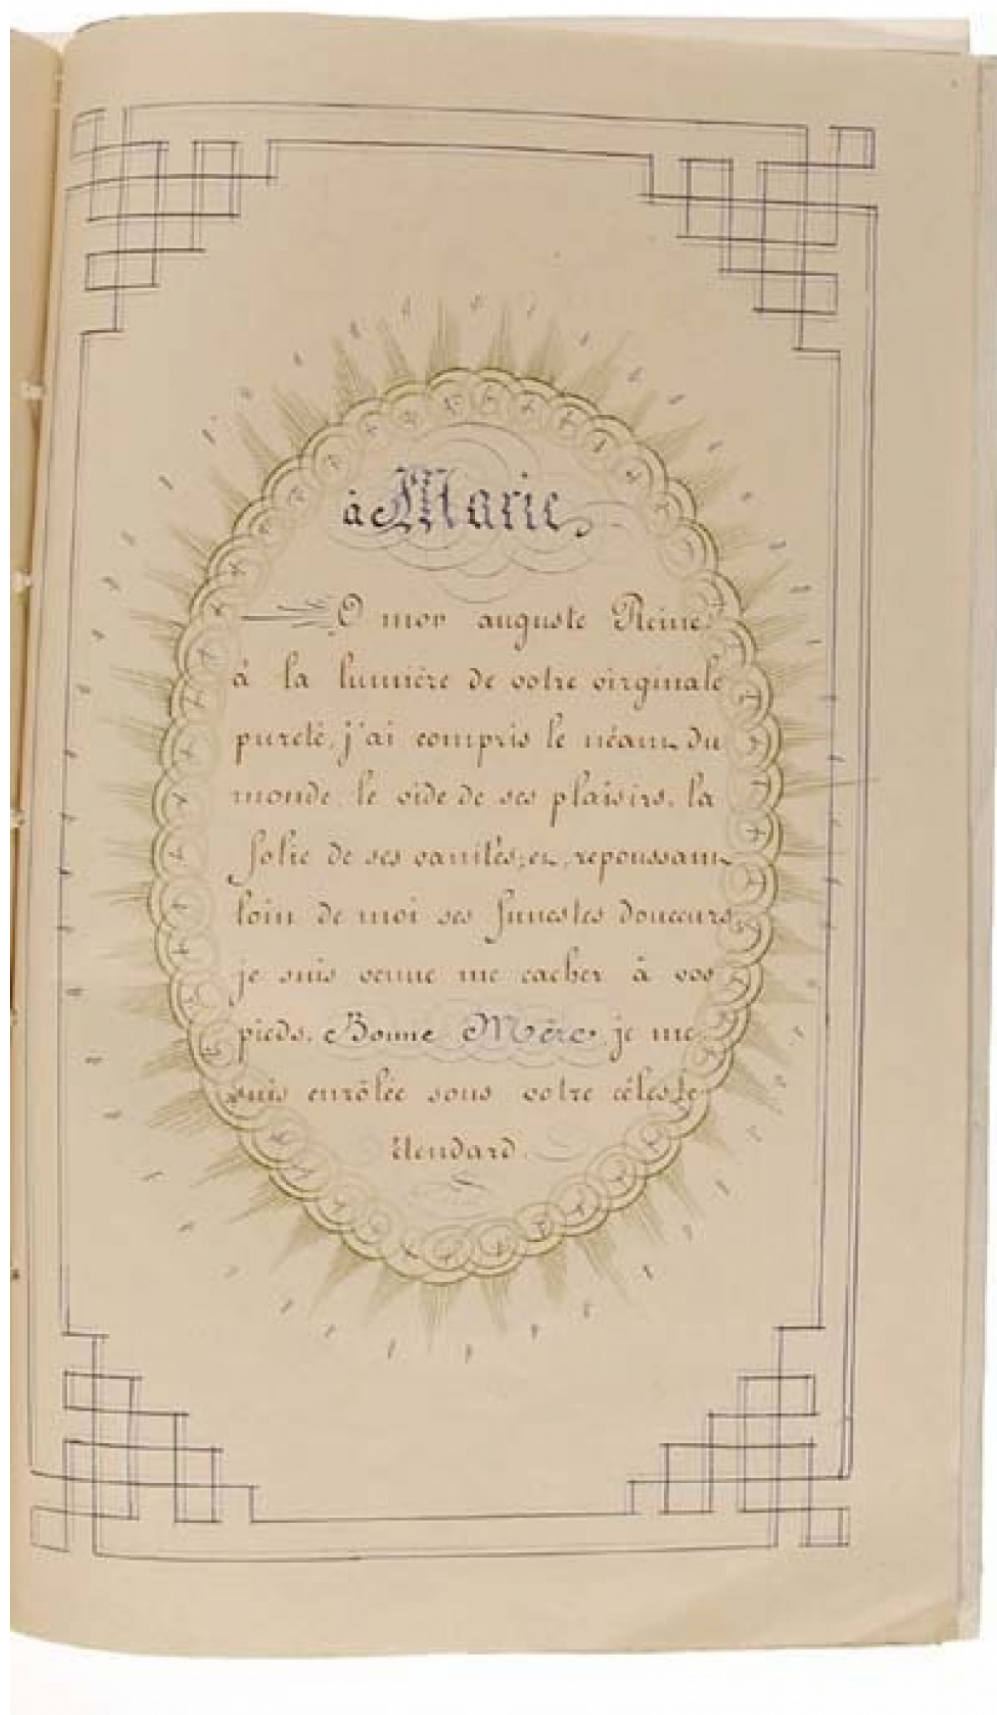 à Marie
O mon auguste Reine,
à la lumière de votre virginale
pureté, j'ai compris le néant du
monde, le vide de ses plaisirs, la
folie de ses vanités; et, repoussant
loin de moi ses funestes douceurs,
je suis venue me cacher à vos
pieds. Bonne Mère, je me
suis enrôlée sous votre céleste
étendard.